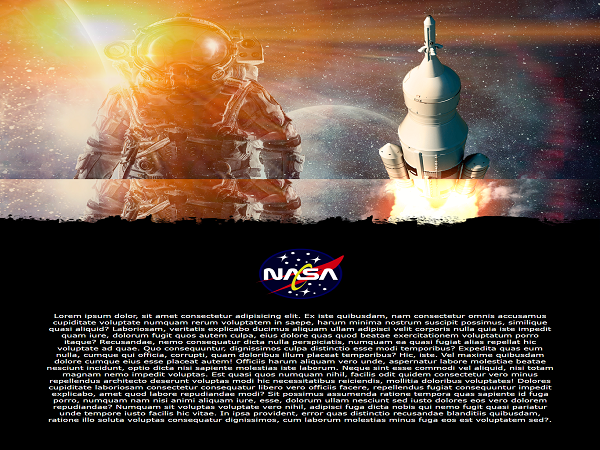 NASA
Lorem ipsum dolor, sit amet consectetur adipisicing elit. Ex iste quibusdam, nam consectetur omnis accusamus
cupiditate voluptate numquam rerum voluptatem in saepe, harum minima nostrum suscipit possimus, similique
quasi aliquid? Laboriosam, veritatis explicabo ducimus aliquam ullam adipisci velit corporis nulla quia iste impedit
quam iure, dolorum fugit quos autem culpa, eius dolore quas quod beatae exercitationem voluptatum porro
itaque? Recusandae, nemo consequatur dicta nulla perspiciatis, numquam ea quasi fugiat alias repellat hic
voluptate ad quae. Quo consequuntur, dignissimos culpa distinctio esse modi temporibus? Expedita quas eum
nulla, cumque qui officia, corrupti, quam doloribus illum placeat temporibus? Hic, iste. Vel maxime quibusdam
dolore cumque eius esse placeat autem! Officiis harum aliquam vero unde, aspernatur labore molestiae beatae
nesciunt incidunt, optio dicta nisi sapiente molestias iste laborum. Neque sint esse commodi vel aliquid, nisi totam
magnam nemo impedit voluptas. Est quasi quos numquam nihil, facilis odit quidem consectetur vero minus
repellendus architecto deserunt voluptas modi hic necessitatibus reiciendis, mollitia doloribus voluptates! Dolores
cupiditate laboriosam consectetur consequatur libero vero officiis facere, repellendus fugiat consequuntur impedit
explicabo, amet quod labore repudiandae modi? Sit possimus assumenda ratione tempora quas sapiente id fuga
porro, numquam nam nisi animi aliquam iure, esse, dolorum ullam nesciunt sed iusto dolores eos vero dolorem
repudiandae? Numquam sit voluptas voluptate vero nihil, adipisci fuga dicta nobis qui nemo fugit quasi pariatur
unde tempore iusto facilis hic vitae. In ipsa provident, error quas distinctio recusandae blanditiis quibusdam,
ratione illo soluta voluptas consequatur dignissimos, cum laborum molestias minus fuga eos est voluptatem sed?.